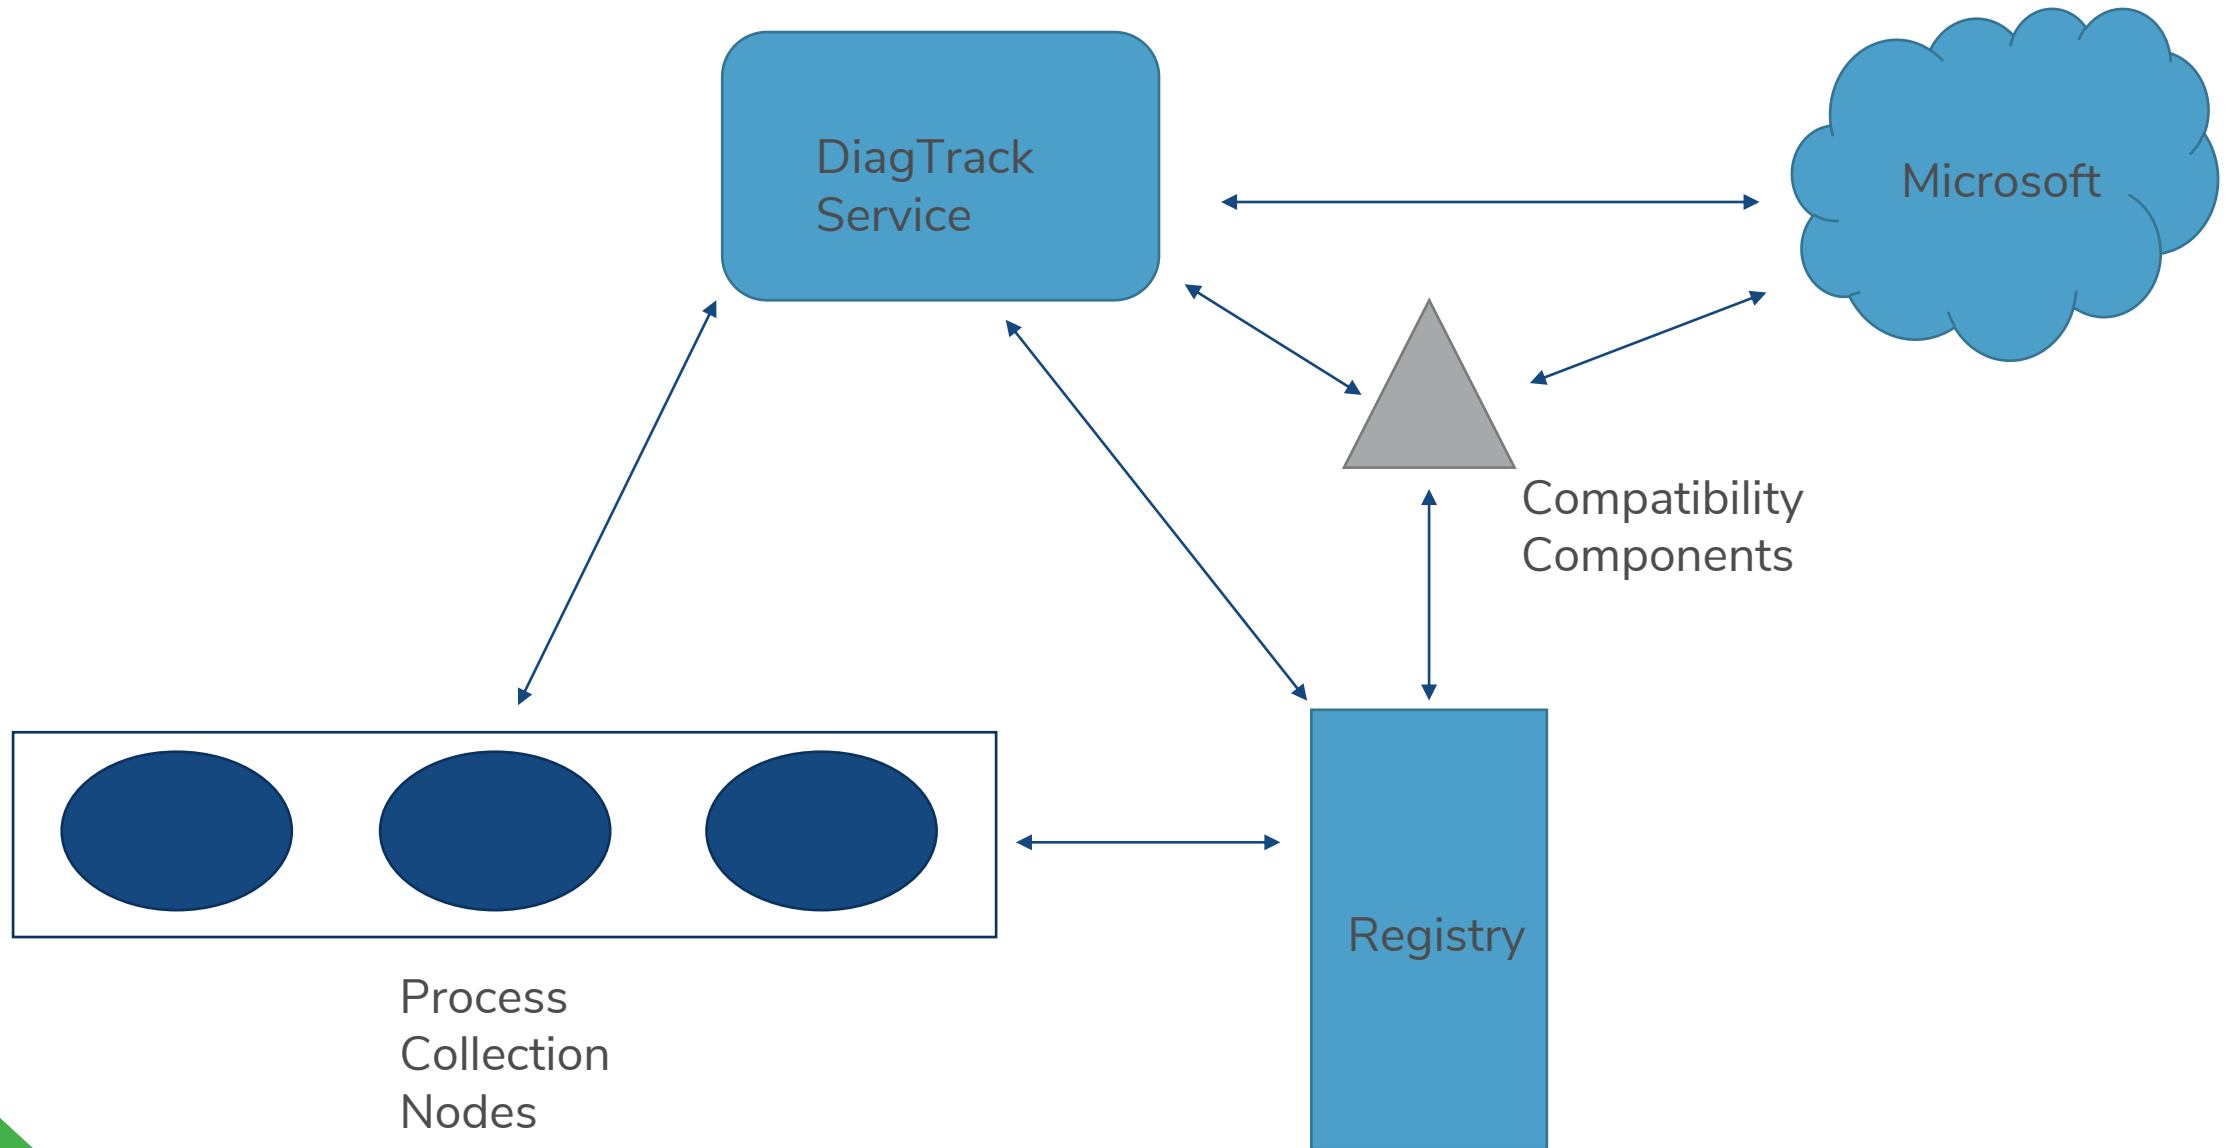 DiagTrack
Service
Microsoft
Compatibility
Components
Registry
Process
Collection
Nodes